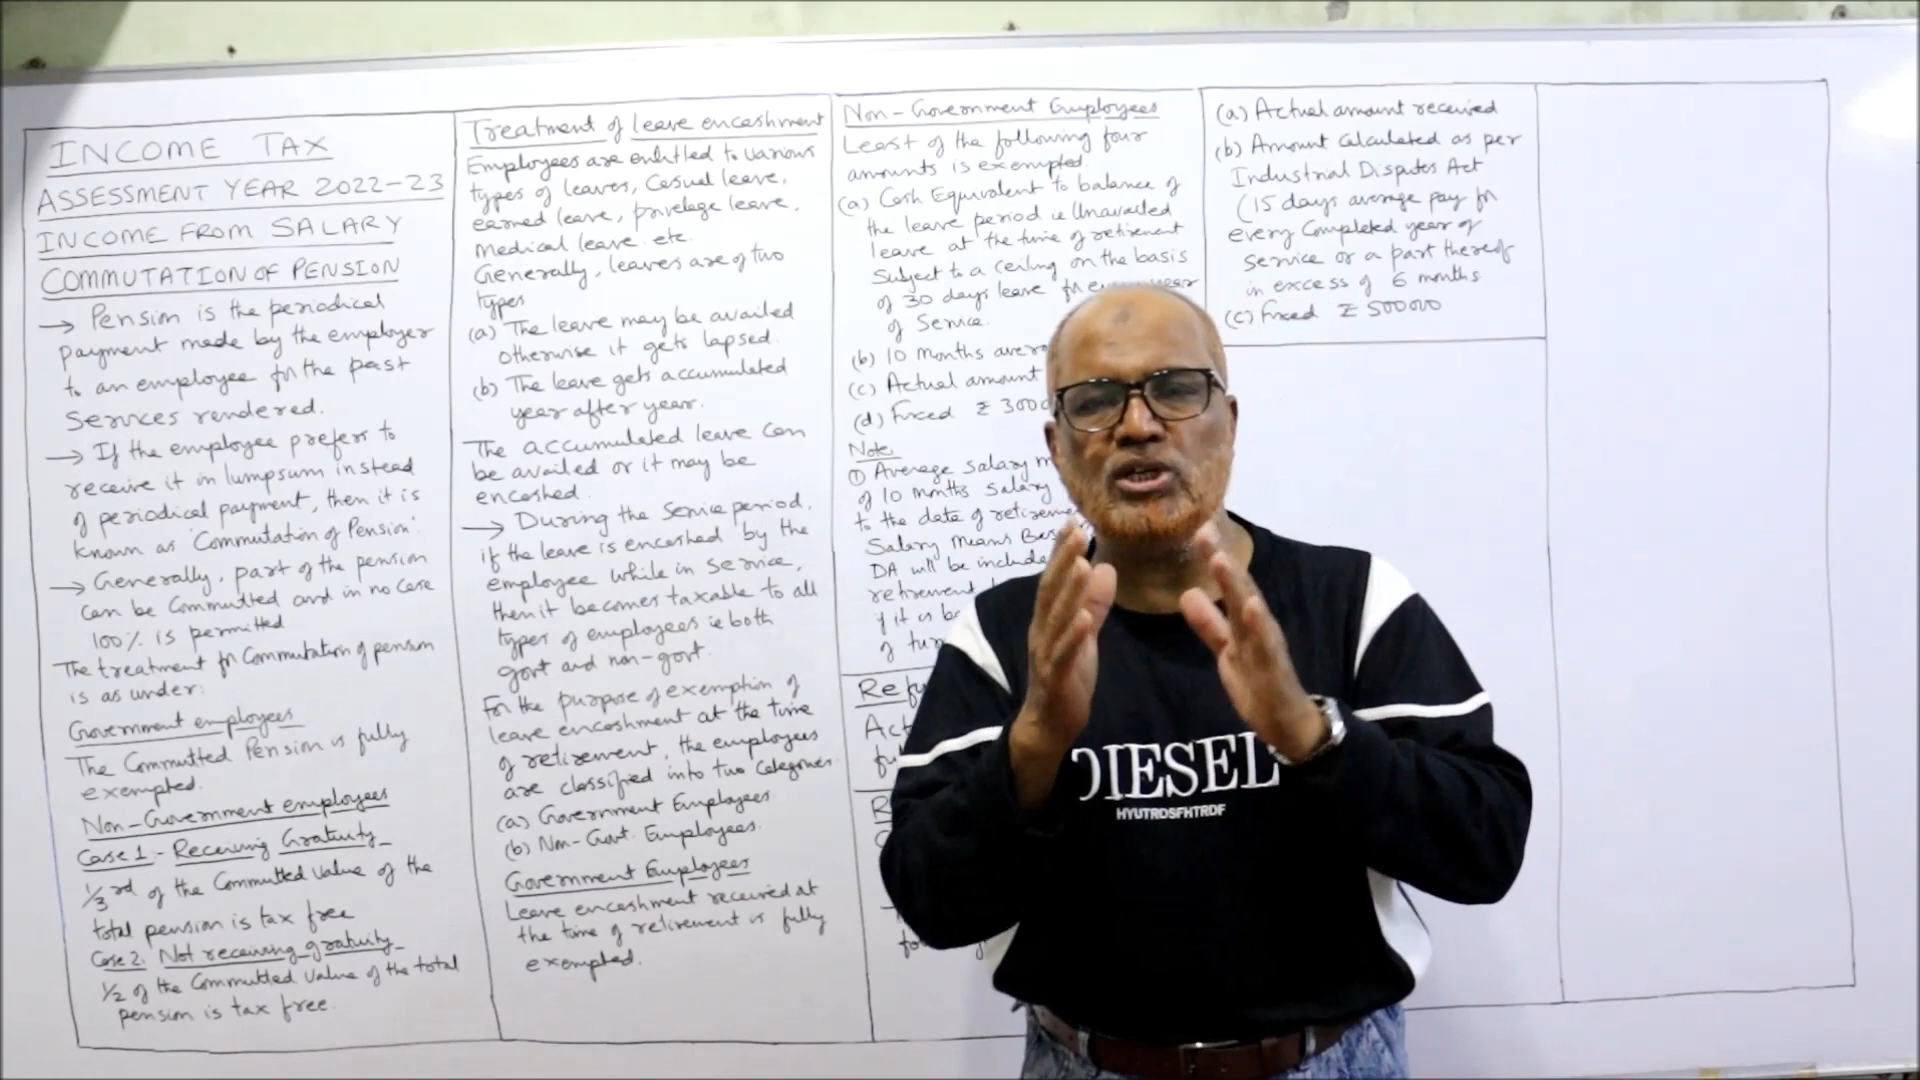 INCOME TAX
ASSESSMENT YEAR 2022-23
INCOME FROM SALARY
COMMUTATION OF PENSION
→ Pension is the periodical
payment made by the employer
to an employee for the past
services rendered.
→ If the employee prefers to
receive it in lumpsum instead
of periodical payment, then it is
known as 'Commutation of Pension'.
→ Generally, part of the pension
can be Commutted and in no case
100% is permitted
The treatment for Commutation of pension
is as under:
Government employees
The Committed Pension is fully
exempted.
Non-Government employees
Case 1 - Receiving Gratuity
1/3rd of the Committed value of the
total pension is tax free
Case 2. Not receiving gratuity
1/2 of the Committed value of the total
pension is tax free.
Treatment of leave encashment
Employees are entitled to various
types of leaves, Casual leave,
earned leave, privelage leave,
Medical leave etc.
Generally, leaves are of two
types
(a) The leave may be availed
otherwise it gets lapsed.
(b) The leave gets accumulated
year after year.
The accumulated leave can
be availed or it may be
encashed.
→ During the service period,
if the leave is encashed by the
employee while in service,
then it becomes taxable to all
types of employees ie both
govt and non-govt.
For the purpose of exemption of
leave encashment at the time
of retirement, the employees
are classified into two categories
(a) Government Employees
(b) Non-Govt. Employees.
Government Employees
Leave encashment received at
the time of retirement is fully
exempted.
Non-Government Employees
Least of the following four
amounts is exempted.
(a) Cash Equivalent to balance of
the leave period ie Unavailed
leave at the time of retirement
Subject to a ceiling on the basis
of 30 days leave for
of Service.
(b) 10 months
(c) Actual amount
(d) Fixed ₹
Note
① Average Salary
of 10 months Salary
to the date of
Salary means
DA will be
if it is
of
(a) Actual amount received
(b) Amount Calculated as per
Industrial Disputes Act
(15 days average pay for
every Completed year of
service or a part thereof
in excess of 6 months
(c) Fixed ₹ 500000
DIESEL
HYUTRDSFHTRDF